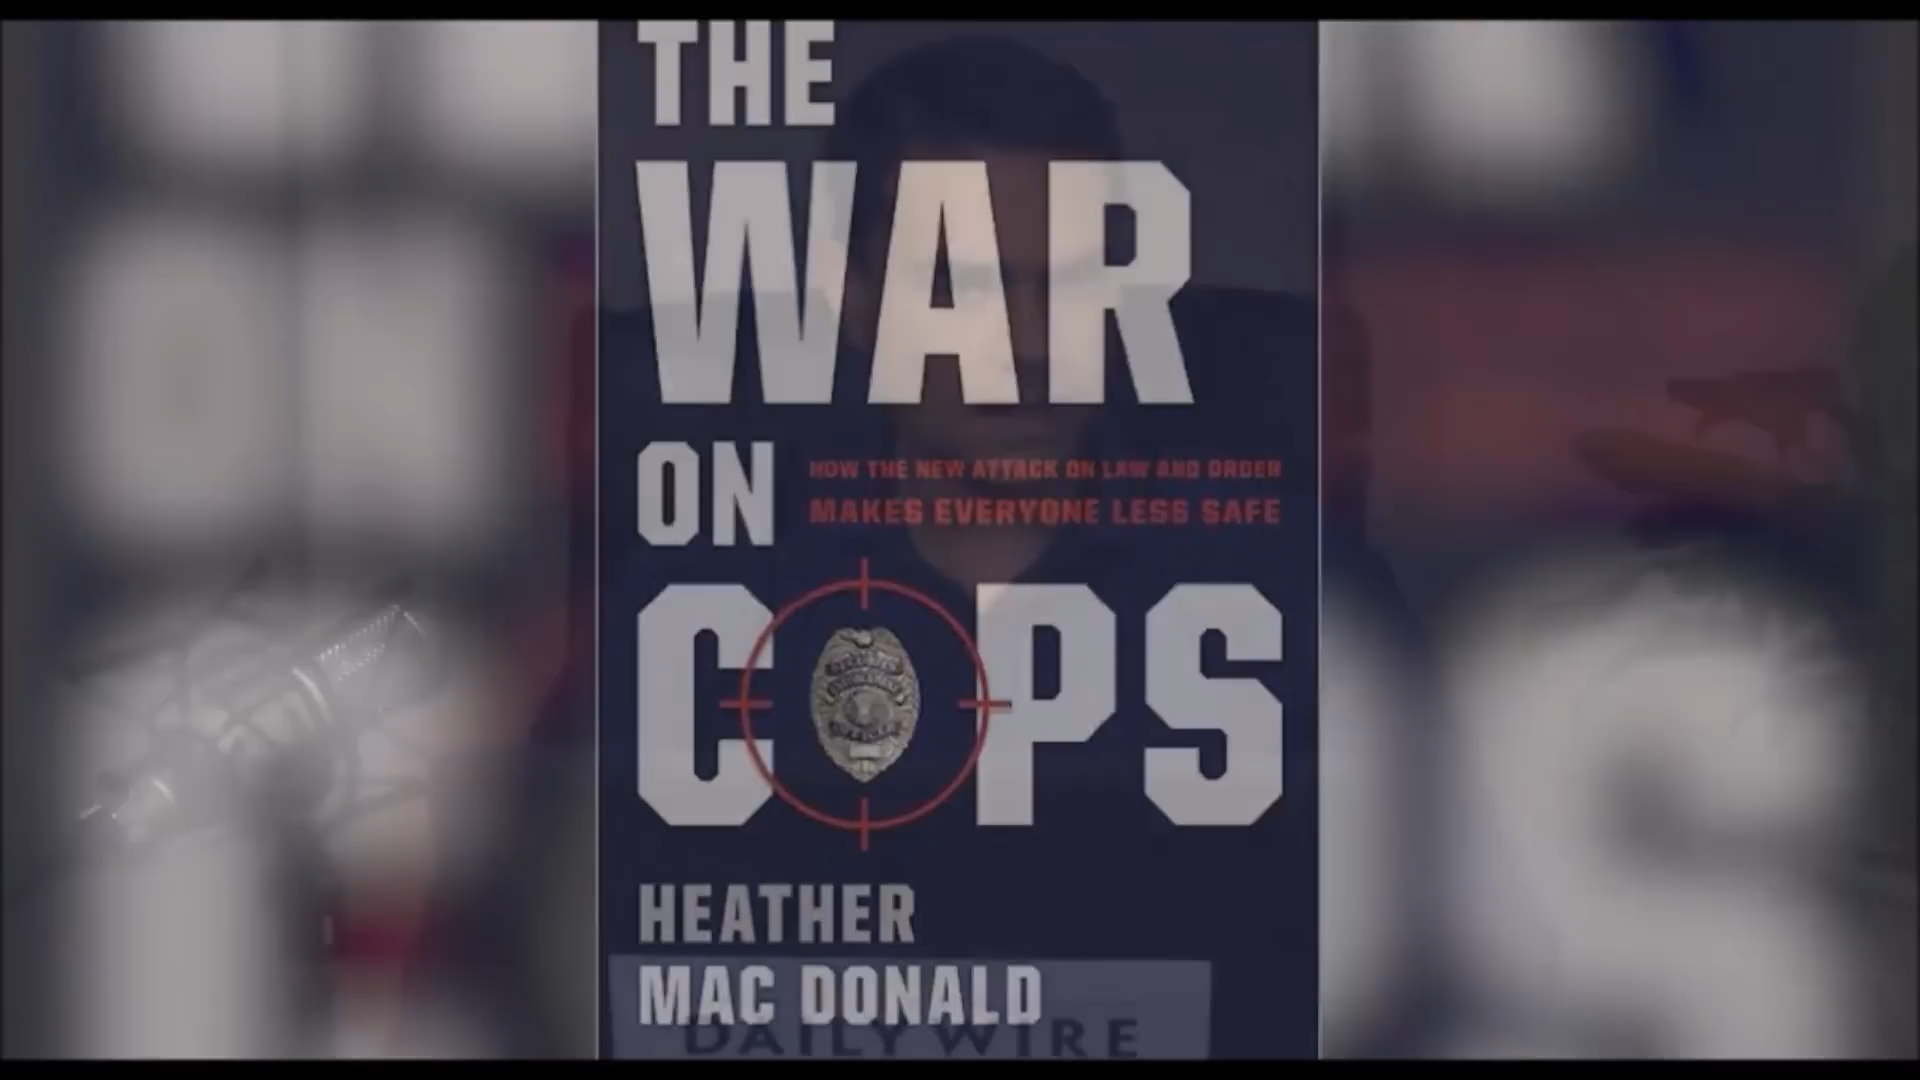 THE
WAR
ON
HOW THE NEW ATTACK ON LAW AND ORDER
MAKES EVERYONE LESS SAFE
COPS
HEATHER
MAC DONALD
DAILY WIRE